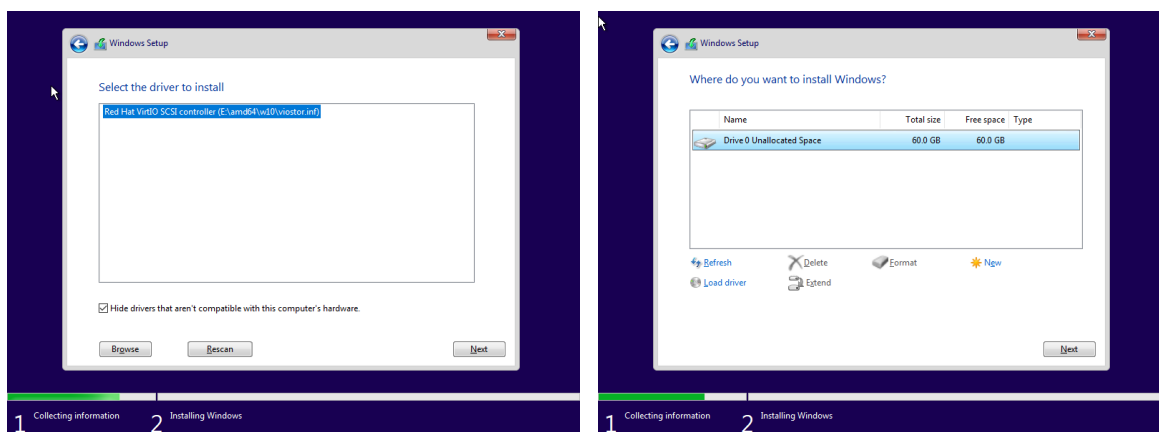 Windows Setup
Select the driver to install
Red Hat VirtIO SCSI controller (E:\amd64\w10\viostor.inf)
Hide drivers that aren't compatible with this computer's hardware.
Browse Rescan Next
1 Collecting information 2 Installing Windows
Windows Setup
Where do you want to install Windows?
Name Total size Free space Type
Drive 0 Unallocated Space 60.0 GB 60.0 GB
Refresh Delete Format New
Load driver Extend
Next
1 Collecting information 2 Installing Windows